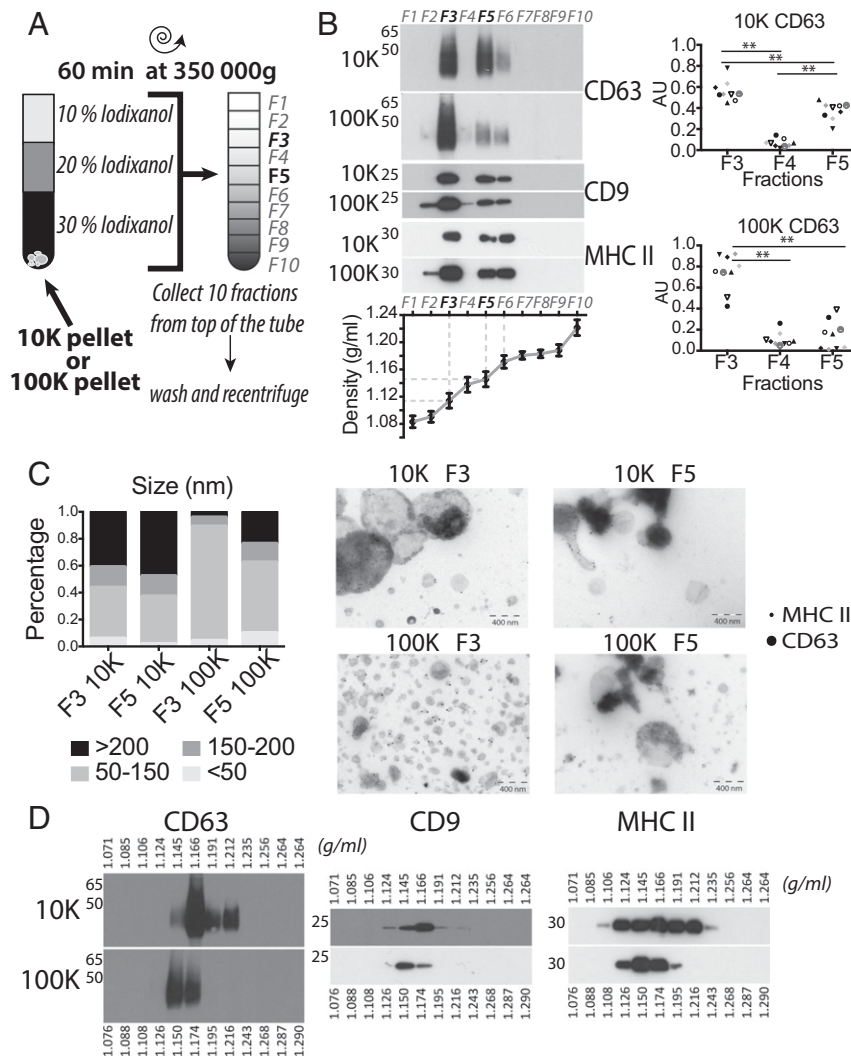 A
60 min at 350 000g
10 % Iodixanol
20 % Iodixanol
30 % Iodixanol
F1
F2
F3
F4
F5
F6
F7
F8
F9
F10
10K pellet
or
100K pellet
Collect 10 fractions
from top of the tube
wash and recentrifuge
B
F1 F2 F3 F4 F5 F6 F7 F8 F9 F10
10K 65 50
100K 65 50
CD63
10K 25
100K 25
CD9
10K 30
100K 30
MHC II
F1 F2 F3 F4 F5 F6 F7 F8 F9 F10
Density (g/ml)
1.24
1.20
1.16
1.12
1.08
10K CD63
AU
1.0
0.8
0.6
0.4
0.2
0.0
** ** **
F3 F4 F5
Fractions
100K CD63
AU
1.0
0.8
0.6
0.4
0.2
0
** **
F3 F4 F5
Fractions
C
Size (nm)
Percentage
1.0
0.8
0.6
0.4
0.2
0.0
F3 10K
F5 10K
F3 100K
F5 100K
>200 150-200
50-150 <50
10K F3 10K F5
400 nm 400 nm
100K F3 100K F5
400 nm 400 nm
MHC II
CD63
D
CD63
1.071 1.085 1.106 1.124 1.145 1.166 1.191 1.212 1.235 1.256 1.264 1.264
(g/ml)
10K 65 50
100K 65 50
1.076 1.088 1.108 1.126 1.150 1.174 1.195 1.216 1.243 1.268 1.287 1.290
CD9
1.071 1.085 1.106 1.124 1.145 1.166 1.191 1.212 1.235 1.256 1.264 1.264
25
25
1.076 1.088 1.108 1.126 1.150 1.174 1.195 1.216 1.243 1.268 1.287 1.290
MHC II
1.071 1.085 1.106 1.124 1.145 1.166 1.191 1.212 1.235 1.256 1.264 1.264
(g/ml)
30
30
1.076 1.088 1.108 1.126 1.150 1.174 1.195 1.216 1.243 1.268 1.287 1.290